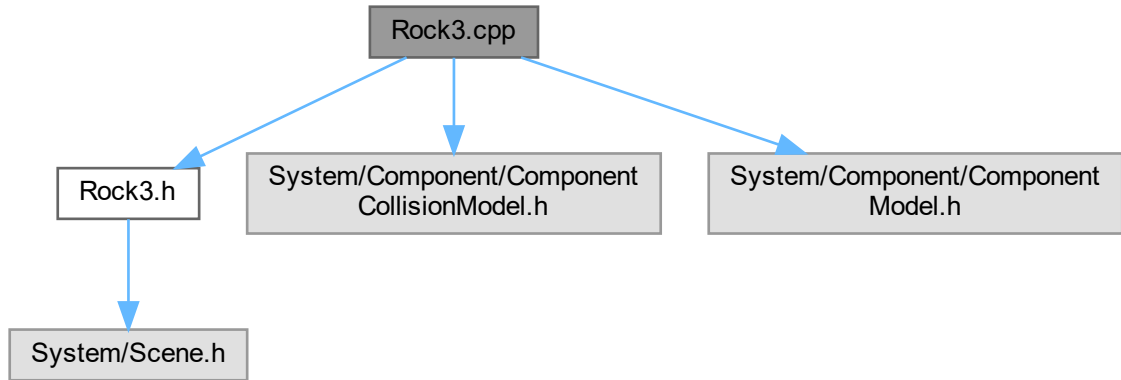 Rock3.cpp
Rock3.h
System/Component/Component
CollisionModel.h
System/Component/Component
Model.h
System/Scene.h